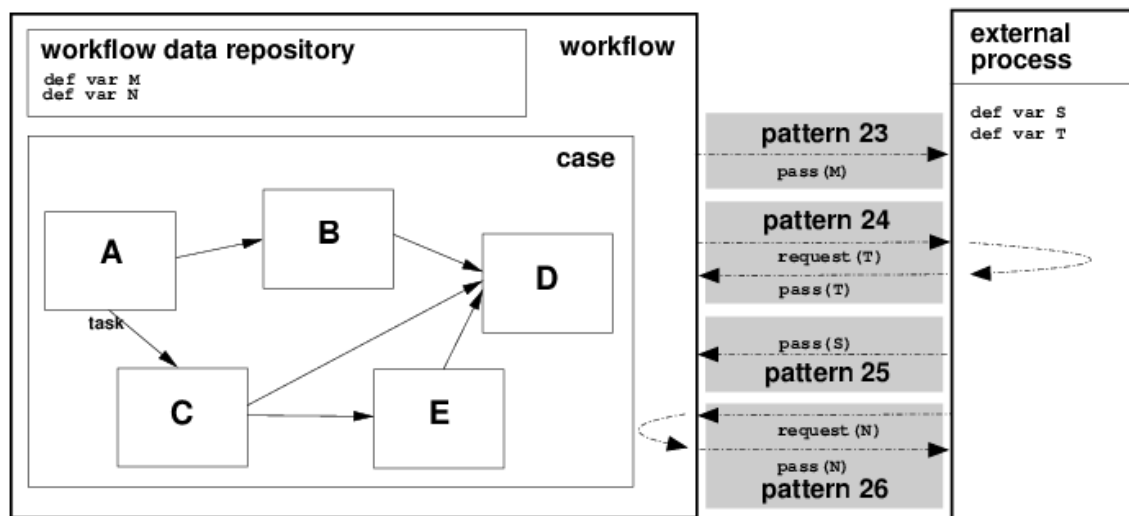 workflow data repository
def var M
def var N
workflow
case
A
B
D
task
C
E
pattern 23
pass(M)
pattern 24
request(T)
pass(T)
pass(S)
pattern 25
request(N)
pass(N)
pattern 26
external
process
def var S
def var T